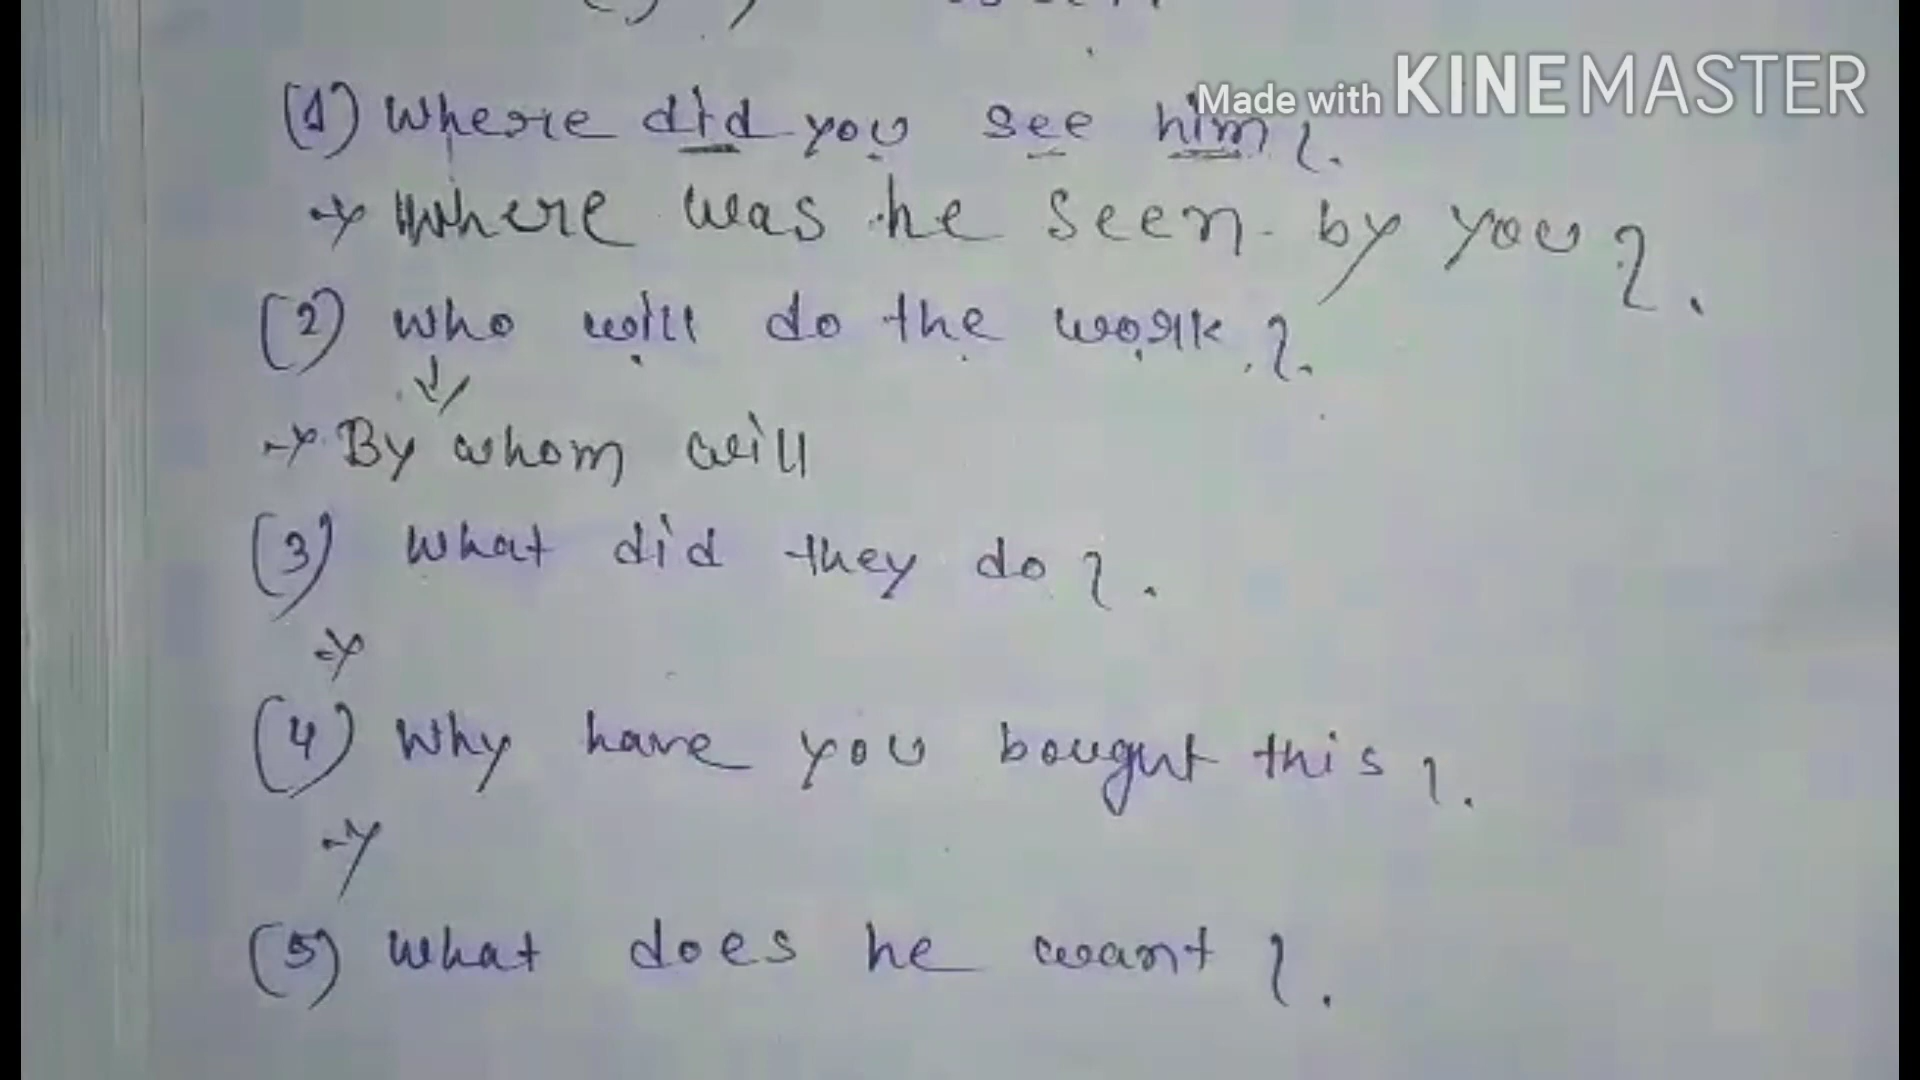 Made with KINEMASTER
(1) Where did you see him?
→ Where was he seen by you?
(2) who will do the work?
→ By whom will
(3) What did they do?
→
(4) Why have you bought this?
→
(5) What does he want?